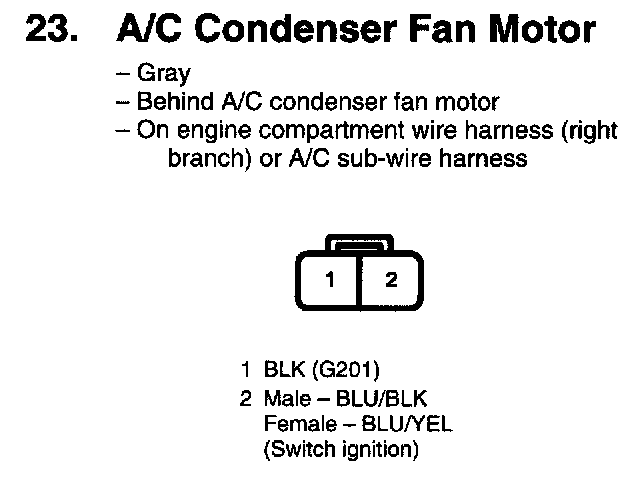 23. A/C Condenser Fan Motor
– Gray
– Behind A/C condenser fan motor
– On engine compartment wire harness (right
branch) or A/C sub-wire harness
1 2
1 BLK (G201)
2 Male – BLU/BLK
Female – BLU/YEL
(Switch ignition)